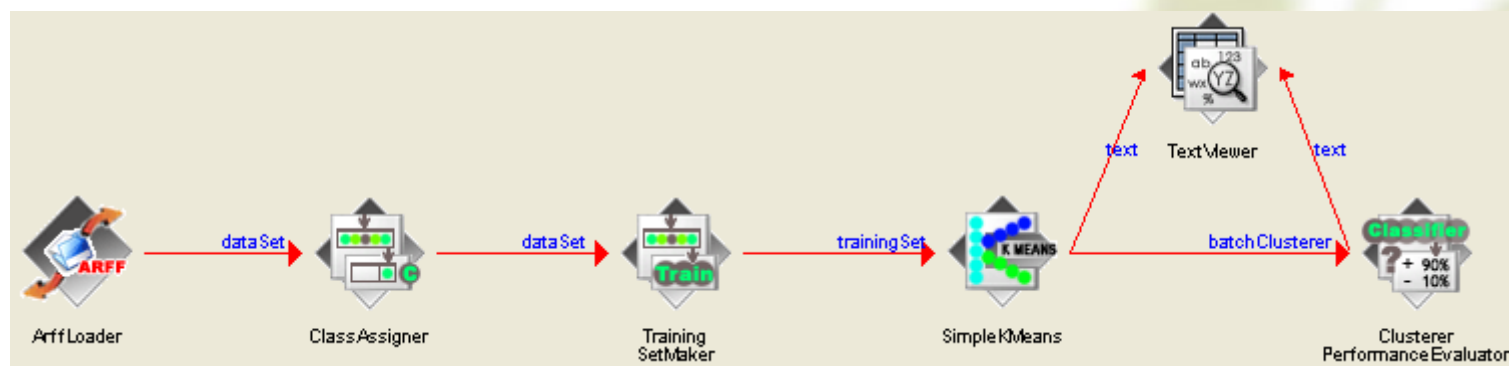 ab 123
wx YZ
%
text
TextViewer
text
ARFF
dataSet
C
dataSet
Train
trainingSet
K MEANS
batchClusterer
Classifier
? + 90%
- 10%
ArffLoader
ClassAssigner
Training
SetMaker
SimpleKMeans
Clusterer
PerformanceEvaluator